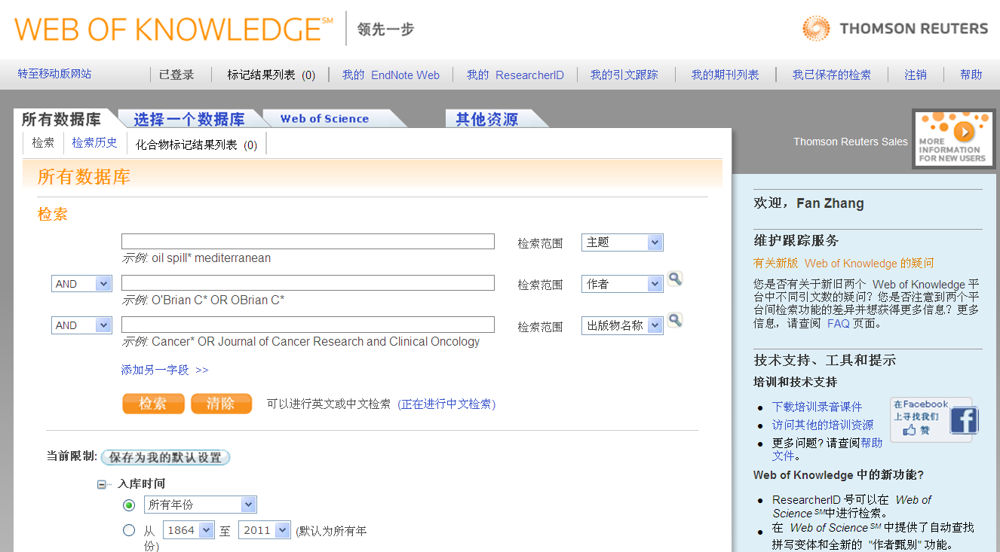 WEB OF KNOWLEDGE℠ 领先一步
THOMSON REUTERS
转至移动版网站 已登录 标记结果列表 (0) 我的 EndNote Web 我的 ResearcherID 我的引文跟踪 我的期刊列表 我已保存的检索 注销 帮助
所有数据库 选择一个数据库 Web of Science 其他资源
检索 检索历史 化合物标记结果列表 (0)
所有数据库
检索
检索范围 主题
示例: oil spill* mediterranean
AND 检索范围 作者
示例: O'Brian C* OR OBrian C*
AND 检索范围 出版物名称
示例: Cancer* OR Journal of Cancer Research and Clinical Oncology
添加另一字段 >>
检索 清除 可以进行英文或中文检索 (正在进行中文检索)
当前限制: 保存为我的默认设置
入库时间
所有年份
从 1864 至 2011 (默认为所有年
份)
Thomson Reuters Sales
MORE
INFORMATION
FOR NEW USERS
欢迎，Fan Zhang
维护跟踪服务
有关新版 Web of Knowledge 的疑问
您是否有关于新旧两个 Web of Knowledge 平
台中不同引文数的疑问？您是否注意到两个平
台间检索功能的差异并想获得更多信息？更多
信息，请查阅 FAQ 页面。
技术支持、工具和提示
培训和技术支持
下载培训录音课件
访问其他的培训资源
更多问题? 请查阅帮助
文件。
在Facebook
上寻找我们
赞
f
Web of Knowledge 中的新功能?
ResearcherID 号可以在 Web of
Science℠中进行检索。
在 Web of Science℠ 中提供了自动查找
拼写变体和全新的 "作者甄别" 功能。